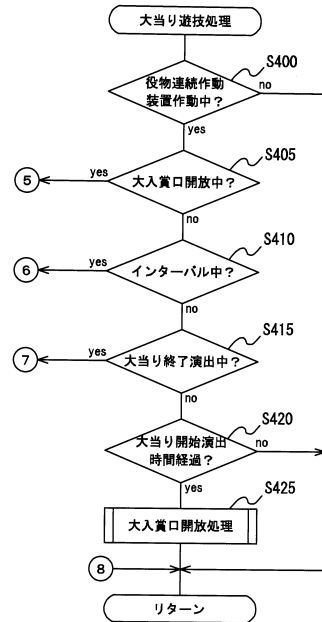 大当り遊技処理
S400
役物連続作動
装置作動中？
no
yes
S405
⑤
yes
大入賞口開放中？
no
S410
⑥
yes
インターバル中？
no
S415
⑦
yes
大当り終了演出中？
no
S420
大当り開始演出
時間経過？
no
yes
S425
大入賞口開放処理
⑧
リターン